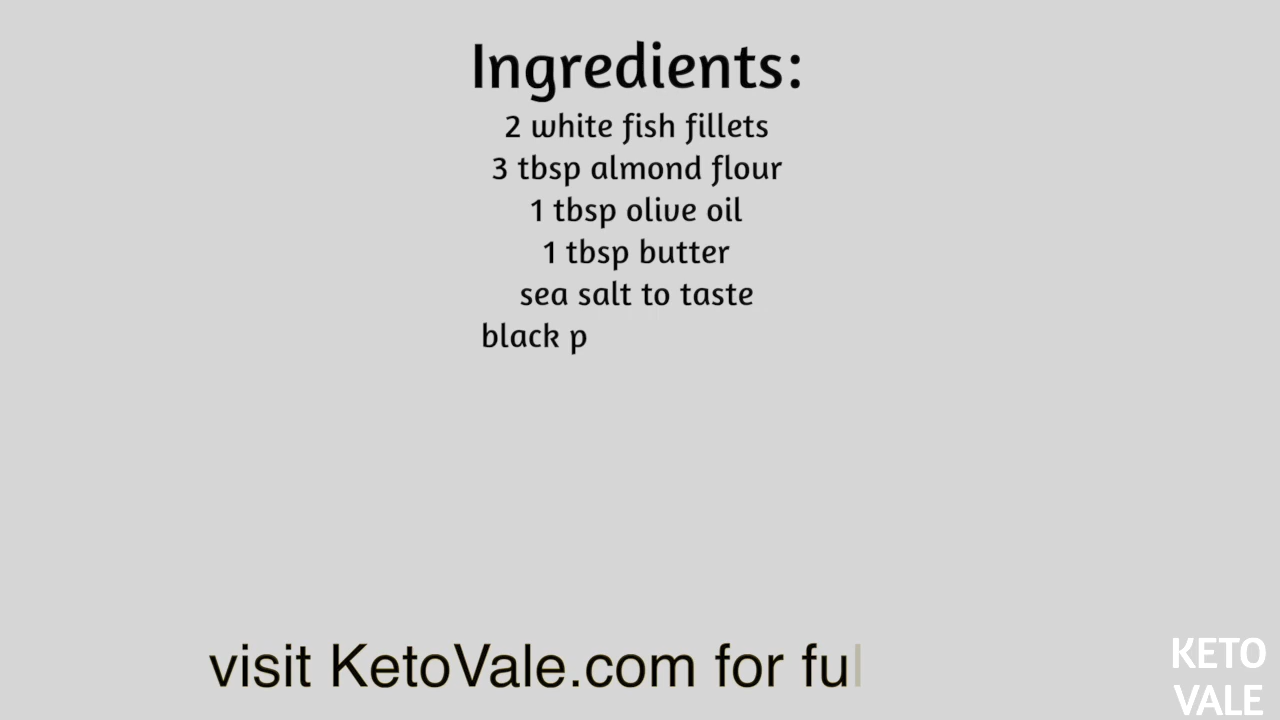 Ingredients:
2 white fish fillets
3 tbsp almond flour
1 tbsp olive oil
1 tbsp butter
sea salt to taste
black p
visit KetoVale.com for ful
KETO
VALE